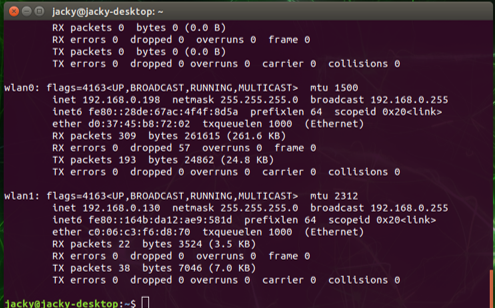 jacky@jacky-desktop: ~
RX packets 0 bytes 0 (0.0 B)
RX errors 0 dropped 0 overruns 0 frame 0
TX packets 0 bytes 0 (0.0 B)
TX errors 0 dropped 0 overruns 0 carrier 0 collisions 0
wlan0: flags=4163<UP,BROADCAST,RUNNING,MULTICAST> mtu 1500
inet 192.168.0.198 netmask 255.255.255.0 broadcast 192.168.0.255
inet6 fe80::28de:67ac:4f4f:8d5a prefixlen 64 scopeid 0x20<link>
ether d0:37:45:b8:72:02 txqueuelen 1000 (Ethernet)
RX packets 309 bytes 261615 (261.6 KB)
RX errors 0 dropped 57 overruns 0 frame 0
TX packets 193 bytes 24862 (24.8 KB)
TX errors 0 dropped 0 overruns 0 carrier 0 collisions 0
wlan1: flags=4163<UP,BROADCAST,RUNNING,MULTICAST> mtu 2312
inet 192.168.0.130 netmask 255.255.255.0 broadcast 192.168.0.255
inet6 fe80::164b:da12:ae9:581d prefixlen 64 scopeid 0x20<link>
ether c0:06:c3:f6:d8:70 txqueuelen 1000 (Ethernet)
RX packets 22 bytes 3524 (3.5 KB)
RX errors 0 dropped 0 overruns 0 frame 0
TX packets 38 bytes 7046 (7.0 KB)
TX errors 0 dropped 0 overruns 0 carrier 0 collisions 0
jacky@jacky-desktop:~$